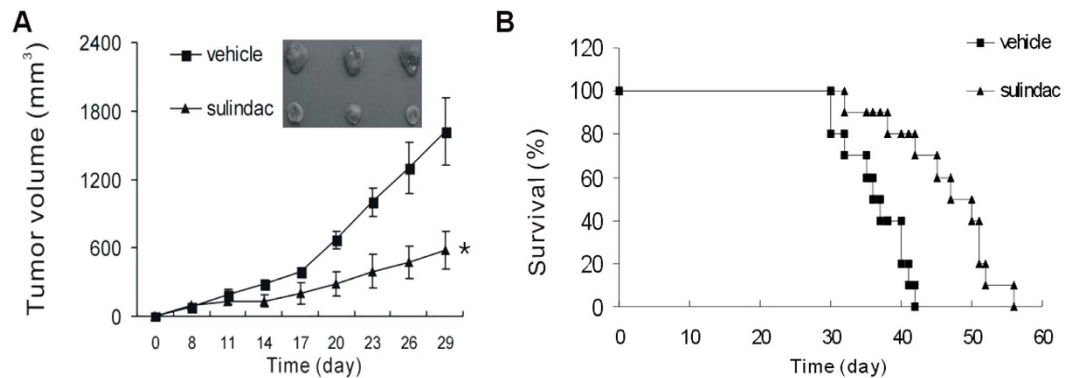 A
Tumor volume (mm³)
2400
1800
1200
600
0
vehicle
sulindac
*
0 8 11 14 17 20 23 26 29
Time (day)
B
Survival (%)
120
100
80
60
40
20
0
vehicle
sulindac
0 10 20 30 40 50 60
Time (day)